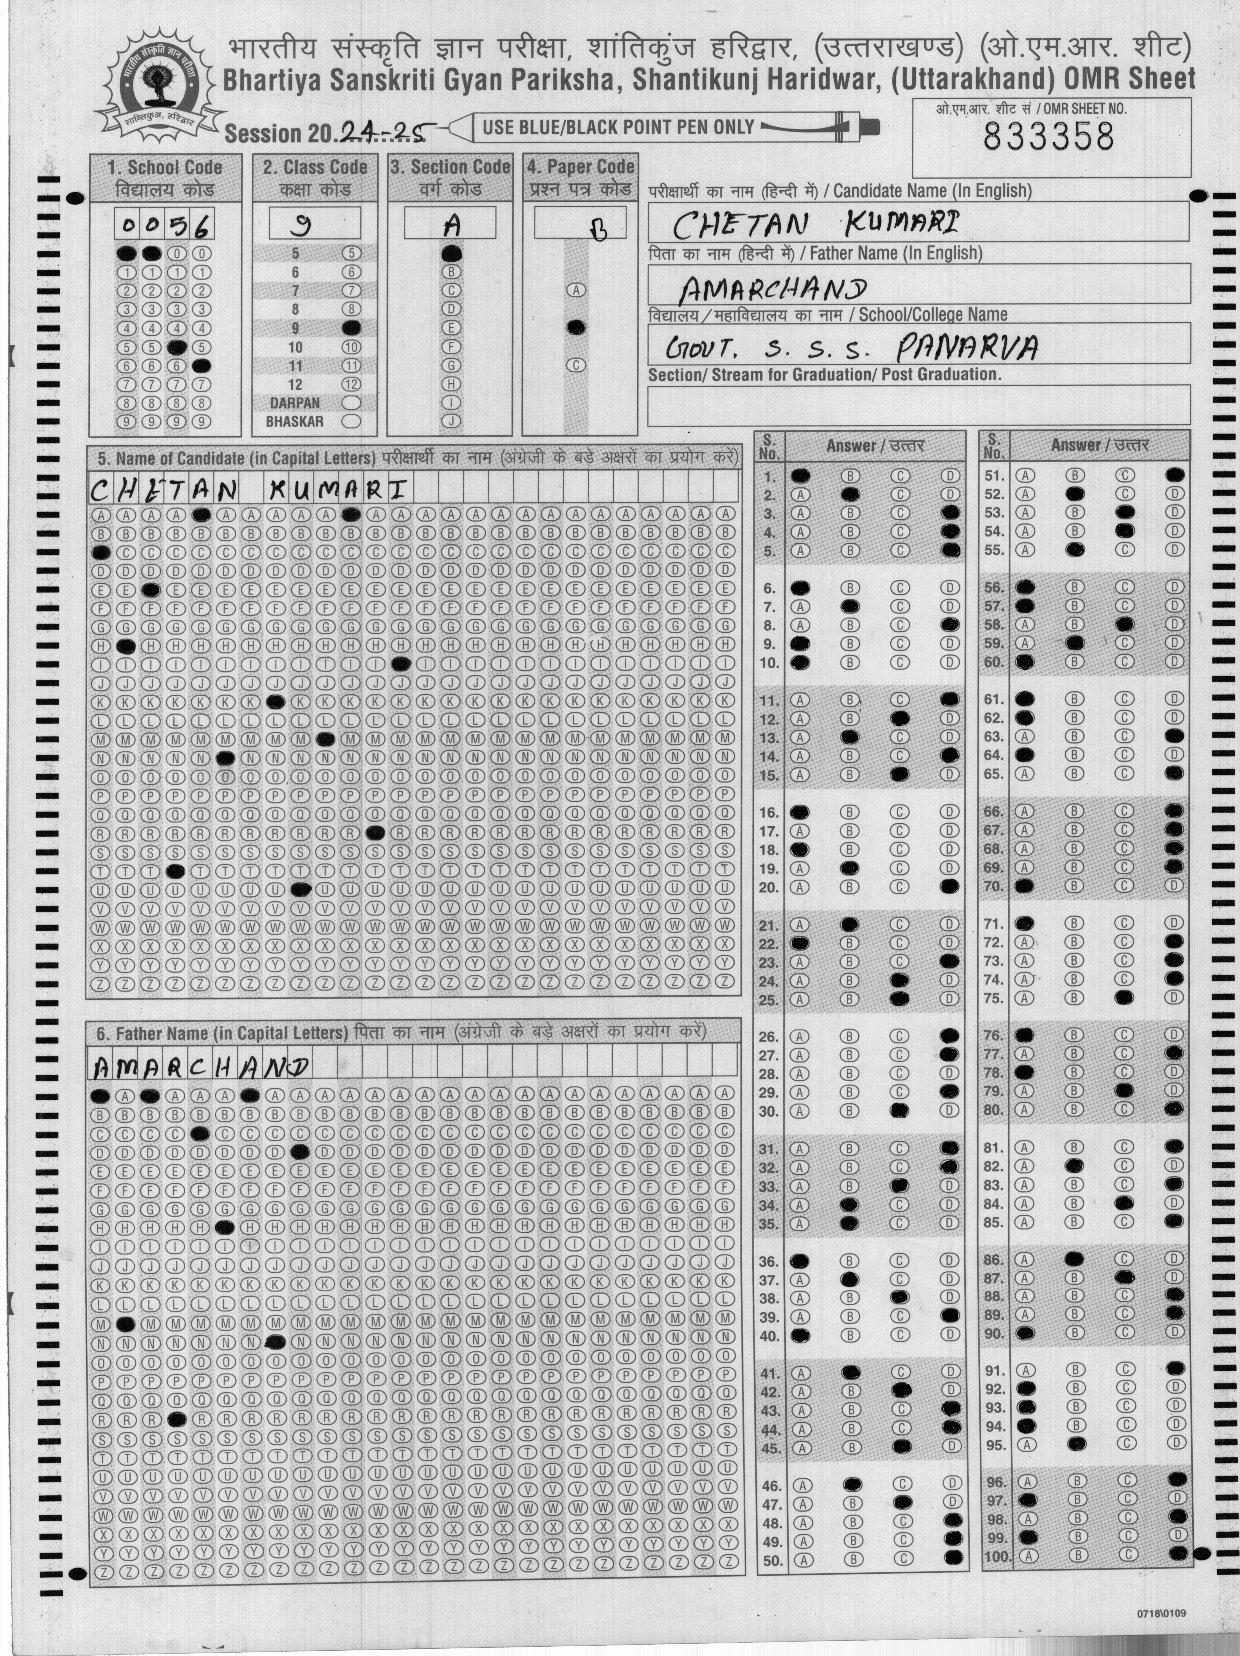 भारतीय संस्कृति ज्ञान परीक्षा, शांतिकुंज हरिद्वार, (उत्तराखण्ड) (ओ.एम.आर. शीट)
Bhartiya Sanskriti Gyan Pariksha, Shantikunj Haridwar, (Uttarakhand) OMR Sheet
Session 20.24-25
USE BLUE/BLACK POINT PEN ONLY
ओ.एम.आर. शीट सं / OMR SHEET NO.
833358
1. School Code
विद्यालय कोड
0056
2. Class Code
कक्षा कोड
9
5
6
7
8
9
10
11
12
DARPAN
BHASKAR
3. Section Code
वर्ग कोड
A
4. Paper Code
प्रश्न पत्र कोड
B
परीक्षार्थी का नाम (हिन्दी में) / Candidate Name (In English)
CHETAN KUMARI
पिता का नाम (हिन्दी में) / Father Name (In English)
AMARCHAND
विद्यालय / महाविद्यालय का नाम / School/College Name
GOVT. S. S. S. PANARVA
Section/ Stream for Graduation/ Post Graduation.
5. Name of Candidate (in Capital Letters) परीक्षार्थी का नाम (अंग्रेजी के बड़े अक्षरों का प्रयोग करें)
CHETAN KUMARI
6. Father Name (in Capital Letters) पिता का नाम (अंग्रेजी के बड़े अक्षरों का प्रयोग करें)
AMARCHAND
S. No. Answer / उत्तर
S. No. Answer / उत्तर
0718\0109